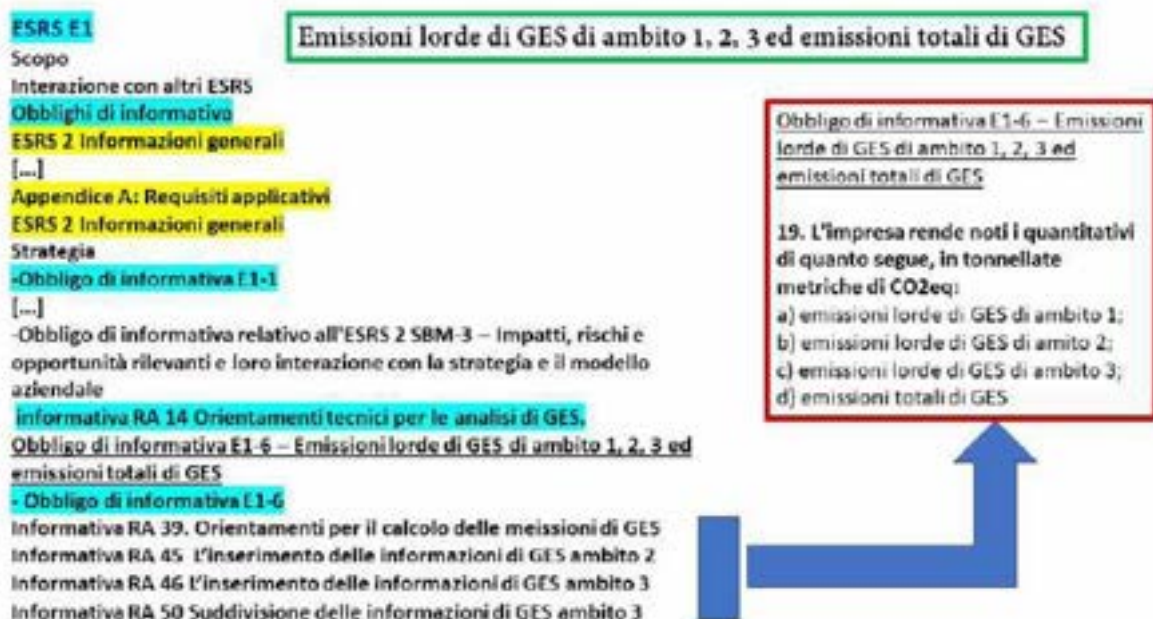 ESRS E1
Scopo
Interazione con altri ESRS
Obblighi di informativa
ESRS 2 Informazioni generali
[...]
Appendice A: Requisiti applicativi
ESRS 2 Informazioni generali
Strategia
-Obbligo di informativa E1-1
[...]
-Obbligo di informativa relativo all'ESRS 2 SBM-3 – Impatti, rischi e
opportunità rilevanti e loro interazione con la strategia e il modello
aziendale
informativa RA 14 Orientamenti tecnici per le analisi di GES.
Obbligo di informativa E1-6 – Emissioni lorde di GES di ambito 1, 2, 3 ed
emissioni totali di GES
- Obbligo di informativa E1-6
Informativa RA 39. Orientamenti per il calcolo delle meissioni di GES
Informativa RA 45 L'inserimento delle informazioni di GES ambito 2
Informativa RA 46 L'inserimento delle informazioni di GES ambito 3
Informativa RA 50 Suddivisione delle informazioni di GES ambito 3
Emissioni lorde di GES di ambito 1, 2, 3 ed emissioni totali di GES
Obbligo di informativa E1-6 – Emissioni
lorde di GES di ambito 1, 2, 3 ed
emissioni totali di GES
19. L'impresa rende noti i quantitativi
di quanto segue, in tonnellate
metriche di CO2eq:
a) emissioni lorde di GES di ambito 1;
b) emissioni lorde di GES di amito 2;
c) emissioni lorde di GES di ambito 3;
d) emissioni totali di GES